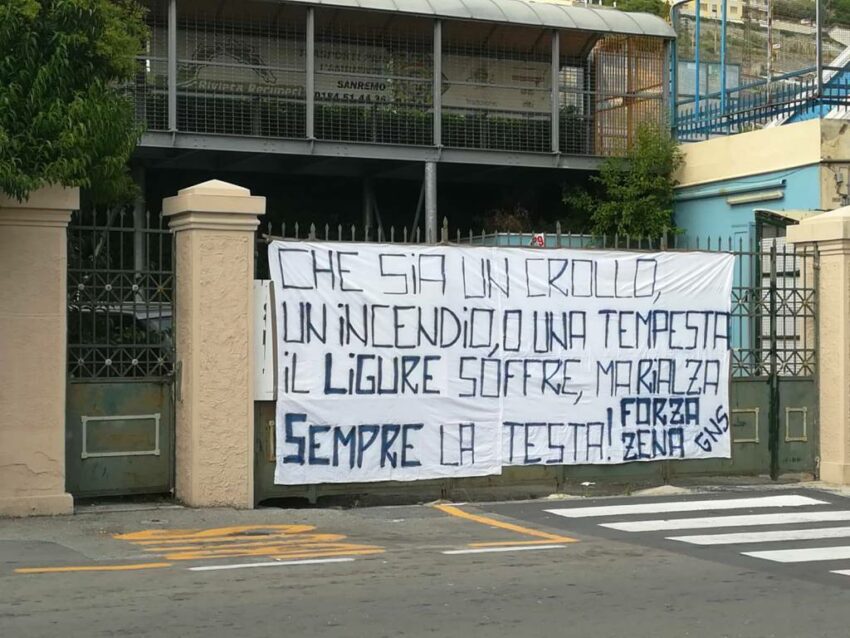 SANREMO
CHE SiA UN CROLLO,
UN iNCENDiO, O UNA TEMPESTA
iL LIGURE SOFFRE, MA RIALZA
SEMPRE LA TESTA! FORZA
ZENA GNS